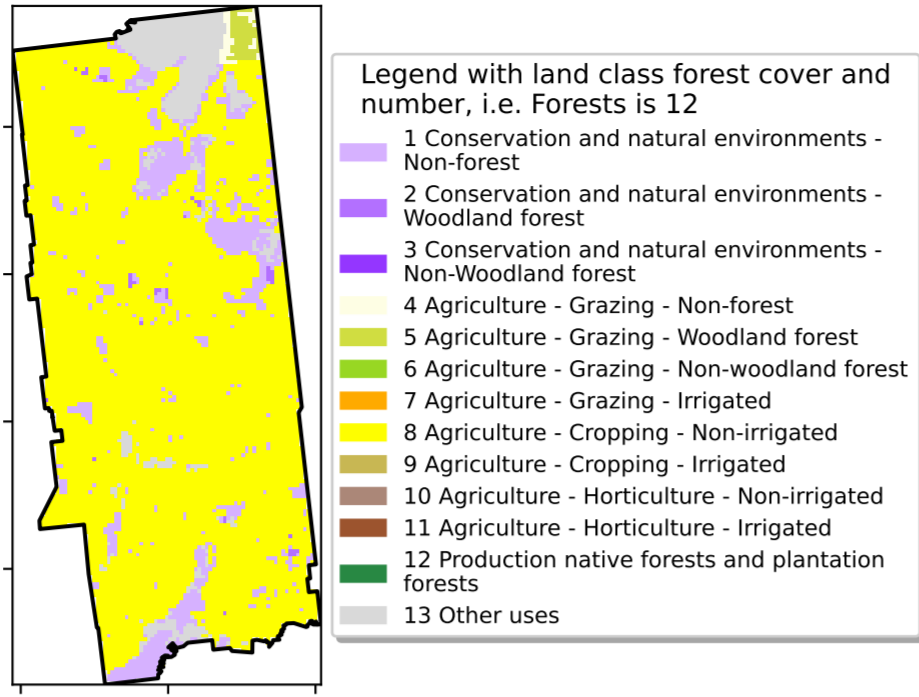 Legend with land class forest cover and
number, i.e. Forests is 12
1 Conservation and natural environments -
Non-forest
2 Conservation and natural environments -
Woodland forest
3 Conservation and natural environments -
Non-Woodland forest
4 Agriculture - Grazing - Non-forest
5 Agriculture - Grazing - Woodland forest
6 Agriculture - Grazing - Non-woodland forest
7 Agriculture - Grazing - Irrigated
8 Agriculture - Cropping - Non-irrigated
9 Agriculture - Cropping - Irrigated
10 Agriculture - Horticulture - Non-irrigated
11 Agriculture - Horticulture - Irrigated
12 Production native forests and plantation
forests
13 Other uses